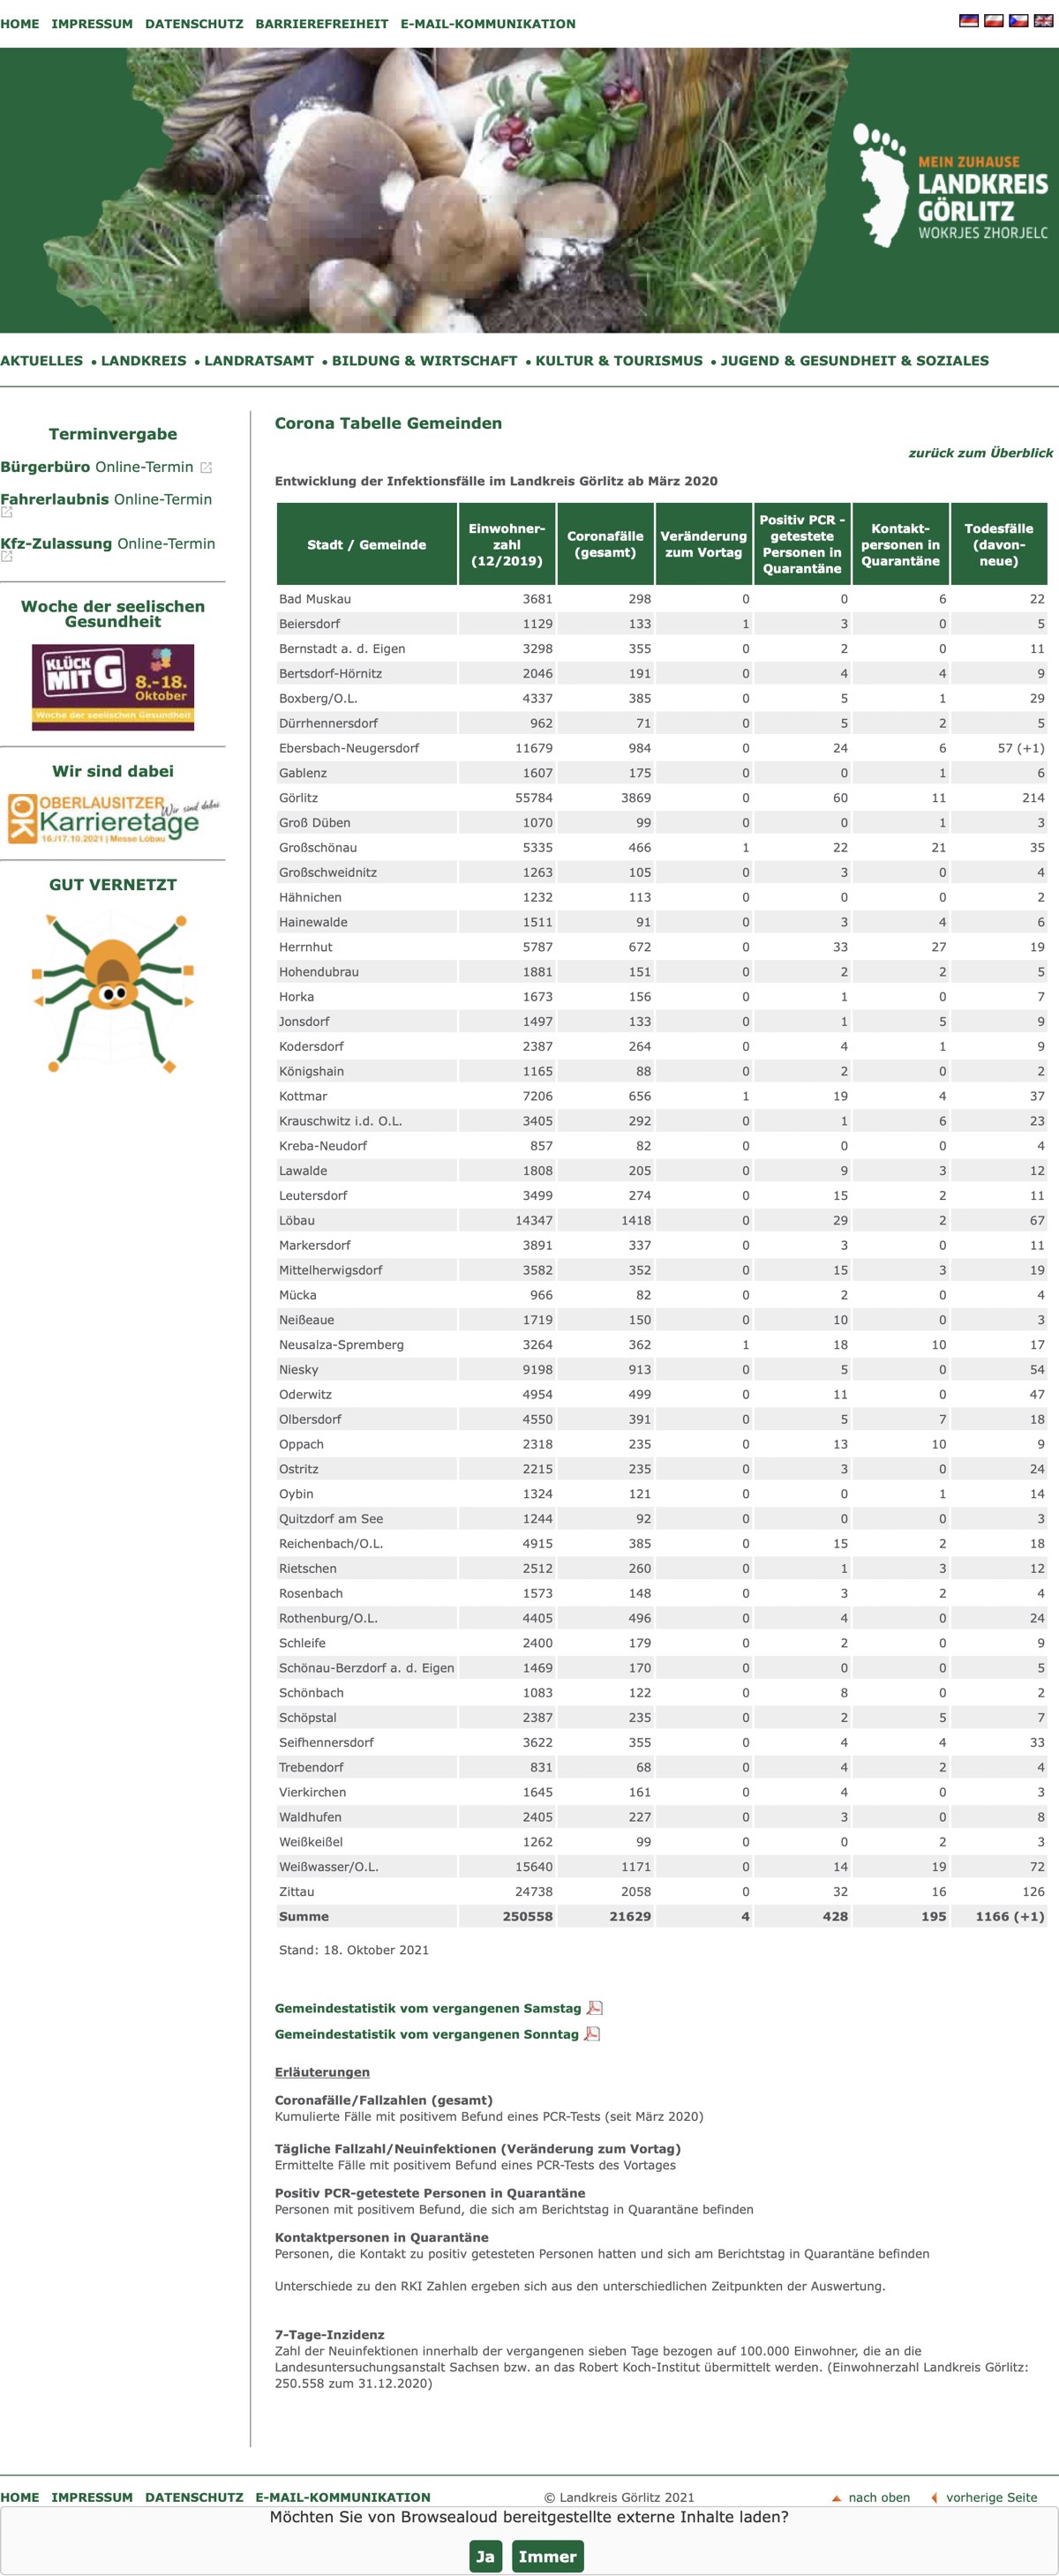 HOME IMPRESSUM DATENSCHUTZ BARRIEREFREIHEIT E-MAIL-KOMMUNIKATION
MEIN ZUHAUSE
LANDKREIS
GÖRLITZ
WOKRJES ZHORJELC
AKTUELLES • LANDKREIS • LANDRATSAMT • BILDUNG & WIRTSCHAFT • KULTUR & TOURISMUS • JUGEND & GESUNDHEIT & SOZIALES
Terminvergabe
Bürgerbüro Online-Termin
Fahrerlaubnis Online-Termin
Kfz-Zulassung Online-Termin
Woche der seelischen
Gesundheit
KLÜCK
MIT G
8.-18.
Oktober
Woche der seelischen Gesundheit
Wir sind dabei
OK OBERLAUSITZER
Karrieretage
Wir sind dabei
16./17.10.2021 | Messe Löbau
GUT VERNETZT
Corona Tabelle Gemeinden
zurück zum Überblick
Entwicklung der Infektionsfälle im Landkreis Görlitz ab März 2020
Stadt / Gemeinde Einwohner-zahl (12/2019) Coronafälle (gesamt) Veränderung zum Vortag Positiv PCR - getestete Personen in Quarantäne Kontakt-personen in Quarantäne Todesfälle (davon-neue)
Bad Muskau 3681 298 0 0 6 22
Beiersdorf 1129 133 1 3 0 5
Bernstadt a. d. Eigen 3298 355 0 2 0 11
Bertsdorf-Hörnitz 2046 191 0 4 4 9
Boxberg/O.L. 4337 385 0 5 1 29
Dürrhennersdorf 962 71 0 5 2 5
Ebersbach-Neugersdorf 11679 984 0 24 6 57 (+1)
Gablenz 1607 175 0 0 1 6
Görlitz 55784 3869 0 60 11 214
Groß Düben 1070 99 0 0 1 3
Großschönau 5335 466 1 22 21 35
Großschweidnitz 1263 105 0 3 0 4
Hähnichen 1232 113 0 0 0 2
Hainewalde 1511 91 0 3 4 6
Herrnhut 5787 672 0 33 27 19
Hohendubrau 1881 151 0 2 2 5
Horka 1673 156 0 1 0 7
Jonsdorf 1497 133 0 1 5 9
Kodersdorf 2387 264 0 4 1 9
Königshain 1165 88 0 2 0 2
Kottmar 7206 656 1 19 4 37
Krauschwitz i.d. O.L. 3405 292 0 1 6 23
Kreba-Neudorf 857 82 0 0 0 4
Lawalde 1808 205 0 9 3 12
Leutersdorf 3499 274 0 15 2 11
Löbau 14347 1418 0 29 2 67
Markersdorf 3891 337 0 3 0 11
Mittelherwigsdorf 3582 352 0 15 3 19
Mücka 966 82 0 2 0 4
Neißeaue 1719 150 0 10 0 3
Neusalza-Spremberg 3264 362 1 18 10 17
Niesky 9198 913 0 5 0 54
Oderwitz 4954 499 0 11 0 47
Olbersdorf 4550 391 0 5 7 18
Oppach 2318 235 0 13 10 9
Ostritz 2215 235 0 3 0 24
Oybin 1324 121 0 0 1 14
Quitzdorf am See 1244 92 0 0 0 3
Reichenbach/O.L. 4915 385 0 15 2 18
Rietschen 2512 260 0 1 3 12
Rosenbach 1573 148 0 3 2 4
Rothenburg/O.L. 4405 496 0 4 0 24
Schleife 2400 179 0 2 0 9
Schönau-Berzdorf a. d. Eigen 1469 170 0 0 0 5
Schönbach 1083 122 0 8 0 2
Schöpstal 2387 235 0 2 5 7
Seifhennersdorf 3622 355 0 4 4 33
Trebendorf 831 68 0 4 2 4
Vierkirchen 1645 161 0 4 0 3
Waldhufen 2405 227 0 3 0 8
Weißkeißel 1262 99 0 0 2 3
Weißwasser/O.L. 15640 1171 0 14 19 72
Zittau 24738 2058 0 32 16 126
Summe 250558 21629 4 428 195 1166 (+1)
Stand: 18. Oktober 2021
Gemeindestatistik vom vergangenen Samstag
Gemeindestatistik vom vergangenen Sonntag
Erläuterungen
Coronafälle/Fallzahlen (gesamt)
Kumulierte Fälle mit positivem Befund eines PCR-Tests (seit März 2020)
Tägliche Fallzahl/Neuinfektionen (Veränderung zum Vortag)
Ermittelte Fälle mit positivem Befund eines PCR-Tests des Vortages
Positiv PCR-getestete Personen in Quarantäne
Personen mit positivem Befund, die sich am Berichtstag in Quarantäne befinden
Kontaktpersonen in Quarantäne
Personen, die Kontakt zu positiv getesteten Personen hatten und sich am Berichtstag in Quarantäne befinden
Unterschiede zu den RKI Zahlen ergeben sich aus den unterschiedlichen Zeitpunkten der Auswertung.
7-Tage-Inzidenz
Zahl der Neuinfektionen innerhalb der vergangenen sieben Tage bezogen auf 100.000 Einwohner, die an die
Landesuntersuchungsanstalt Sachsen bzw. an das Robert Koch-Institut übermittelt werden. (Einwohnerzahl Landkreis Görlitz:
250.558 zum 31.12.2020)
HOME IMPRESSUM DATENSCHUTZ E-MAIL-KOMMUNIKATION © Landkreis Görlitz 2021 nach oben vorherige Seite
Möchten Sie von Browsealoud bereitgestellte externe Inhalte laden?
Ja Immer